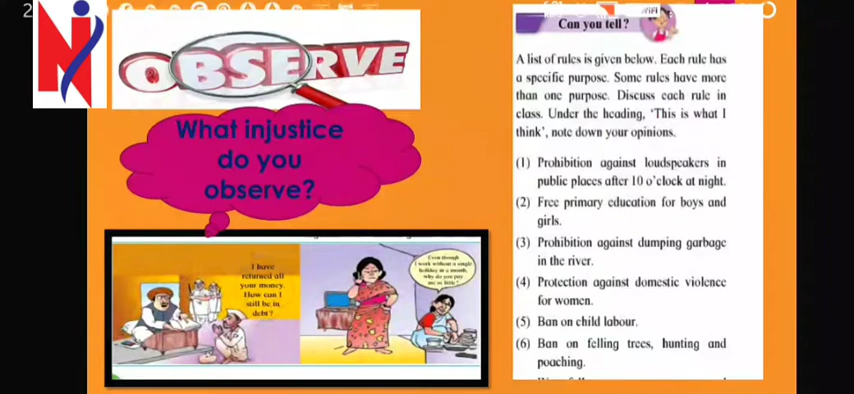 OBSERVE
What injustice
do you
observe?
I have
returned all
your money.
How can I
still be in
debt?
Even though
I work without a single
holiday in a month,
why do you pay
me so little?
Can you tell?
A list of rules is given below. Each rule has
a specific purpose. Some rules have more
than one purpose. Discuss each rule in
class. Under the heading, 'This is what I
think', note down your opinions.
(1) Prohibition against loudspeakers in
public places after 10 o'clock at night.
(2) Free primary education for boys and
girls.
(3) Prohibition against dumping garbage
in the river.
(4) Protection against domestic violence
for women.
(5) Ban on child labour.
(6) Ban on felling trees, hunting and
poaching.